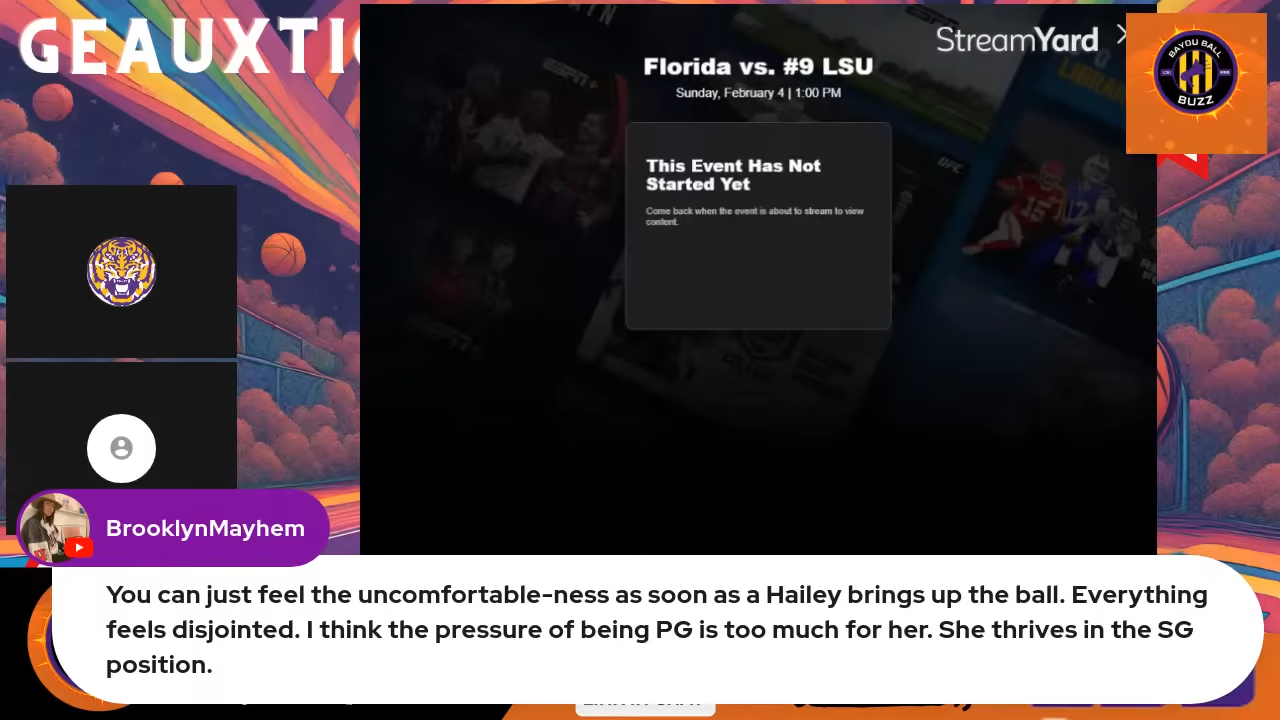 GEAUXTI
StreamYard
BAYOU BALL
BUZZ
Florida vs. #9 LSU
Sunday, February 4 | 1:00 PM
This Event Has Not
Started Yet
Come back when the event is about to stream to view
content.
ESPN+
UFC
BrooklynMayhem
You can just feel the uncomfortable-ness as soon as a Hailey brings up the ball. Everything
feels disjointed. I think the pressure of being PG is too much for her. She thrives in the SG
position.